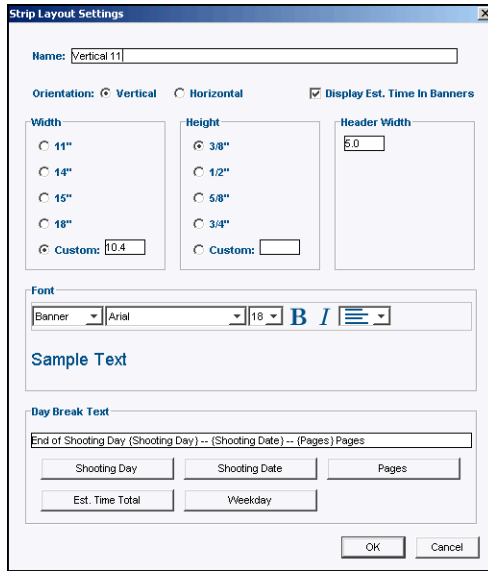 Strip Layout Settings
Name: Vertical 11
Orientation: Vertical Horizontal Display Est. Time In Banners
Width Height Header Width
11" 3/8" 5.0
14" 1/2"
15" 5/8"
18" 3/4"
Custom: 10.4 Custom:
Font
Banner Arial 18 B I
Sample Text
Day Break Text
End of Shooting Day {Shooting Day} -- {Shooting Date} -- {Pages} Pages
Shooting Day Shooting Date Pages
Est. Time Total Weekday
OK Cancel